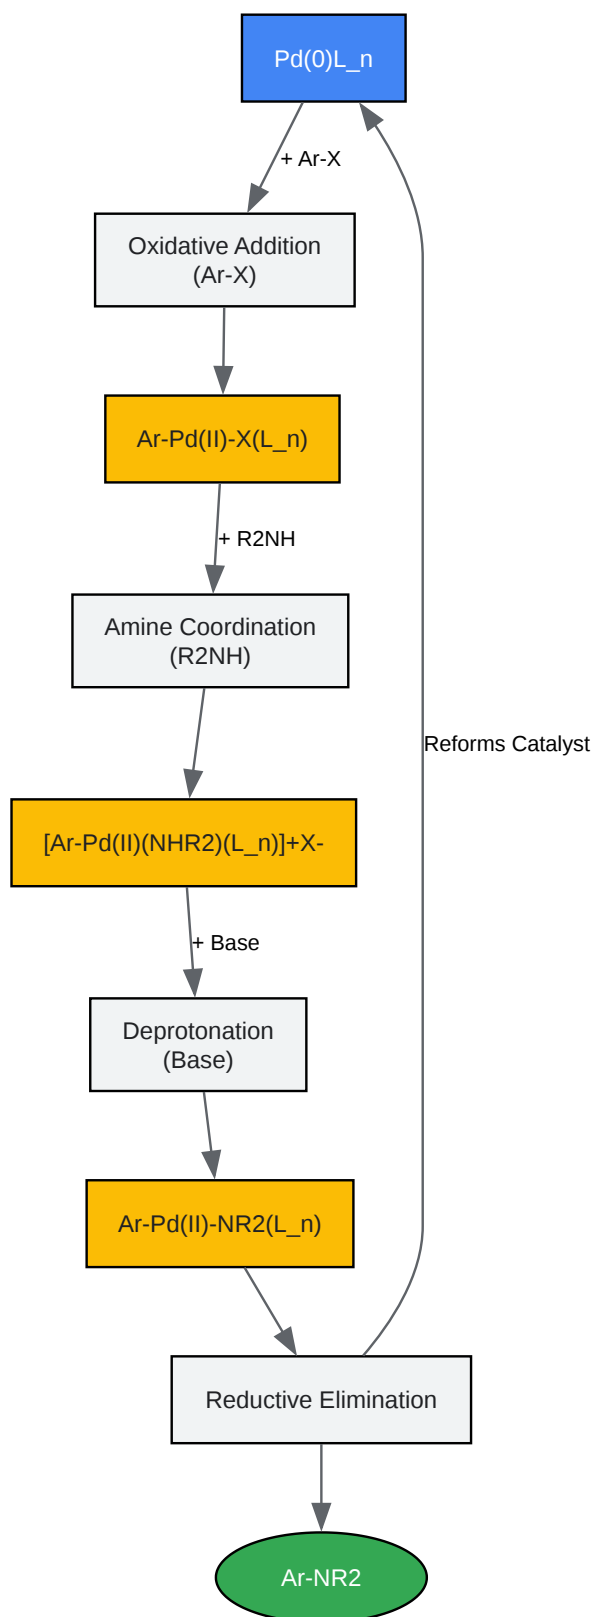 Pd(0)L_n
+ Ar-X
Oxidative Addition
(Ar-X)
Ar-Pd(II)-X(L_n)
+ R2NH
Amine Coordination
(R2NH)
Reforms Catalyst
[Ar-Pd(II)(NHR2)(L_n)]+X-
+ Base
Deprotonation
(Base)
Ar-Pd(II)-NR2(L_n)
Reductive Elimination
Ar-NR2